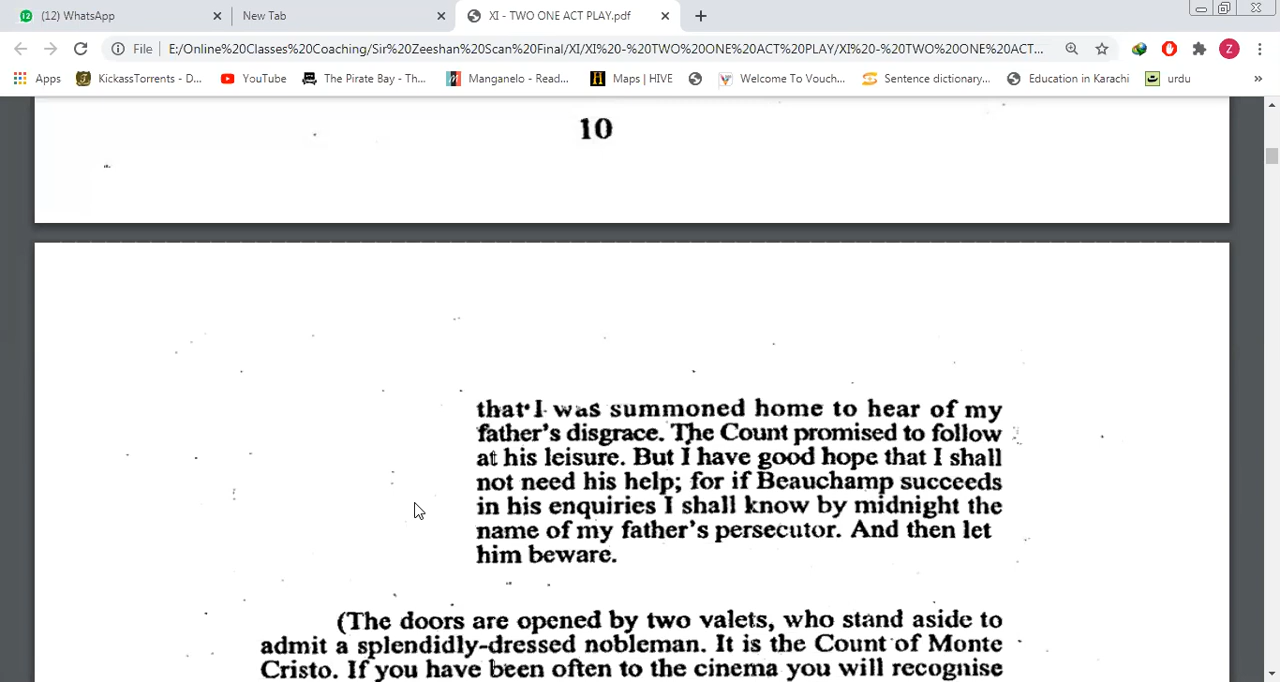 (12) WhatsApp
New Tab
XI - TWO ONE ACT PLAY.pdf
File
E:/Online%20Classes%20Coaching/Sir%20Zeeshan%20Scan%20Final/XI/XI%20-%20TWO%20ONE%20ACT%20PLAY/XI%20-%20TWO%20ONE%20ACT...
Z
Apps
KickassTorrents - D...
YouTube
The Pirate Bay - Th...
Manganelo - Read...
Maps | HIVE
Welcome To Vouch...
Sentence dictionary...
Education in Karachi
urdu
»
10
that I was summoned home to hear of my
father's disgrace. The Count promised to follow
at his leisure. But I have good hope that I shall
not need his help; for if Beauchamp succeeds
in his enquiries I shall know by midnight the
name of my father's persecutor. And then let
him beware.
(The doors are opened by two valets, who stand aside to
admit a splendidly-dressed nobleman. It is the Count of Monte
Cristo. If you have been often to the cinema you will recognise